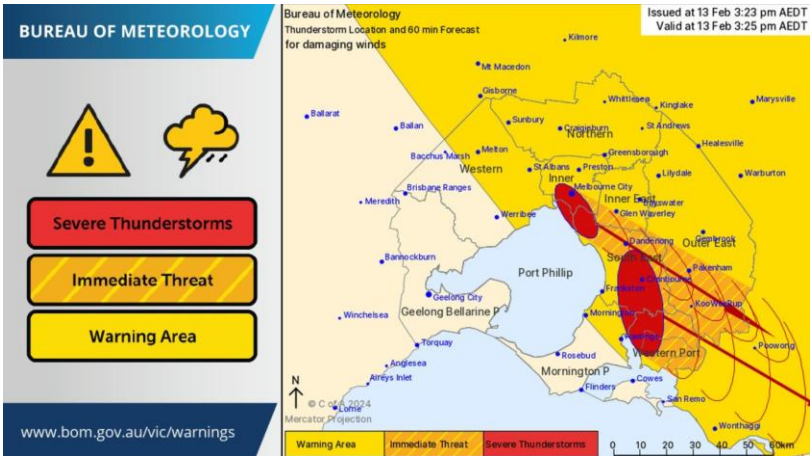 BUREAU OF METEOROLOGY
Severe Thunderstorms
Immediate Threat
Warning Area
www.bom.gov.au/vic/warnings
Bureau of Meteorology
Thunderstorm Location and 60 min Forecast
for damaging winds
Issued at 13 Feb 3:23 pm AEDT
Valid at 13 Feb 3:25 pm AEDT
Kilmore
Mt Macedon
Gisborne
Whittlesea
Kinglake
Marysville
Ballarat
Ballan
Sunbury
Craigieburn
St Andrews
Northern
Healesville
Bacchus Marsh
Melton
Greensborough
Western
St Albans
Preston
Lilydale
Warburton
Inner
Brisbane Ranges
Melbourne City
Meredith
Inner East
Bayswater
Werribee
Glen Waverley
Gembrook
Outer East
Dandenong
Bannockburn
South East
Port Phillip
Pakenham
Cranbourne
Geelong City
Frankston
KooWeeRup
Geelong Bellarine P
Winchelsea
Mornington
Hastings
Torquay
Poowong
Western Port
Rosebud
Anglesea
Mornington P
Aireys Inlet
Cowes
Flinders
N
San Remo
© C of A 2024
Lorne
Mercator Projection
Wonthaggi
Warning Area
Immediate Threat
Severe Thunderstorms
0 10 20 30 40 50 60km